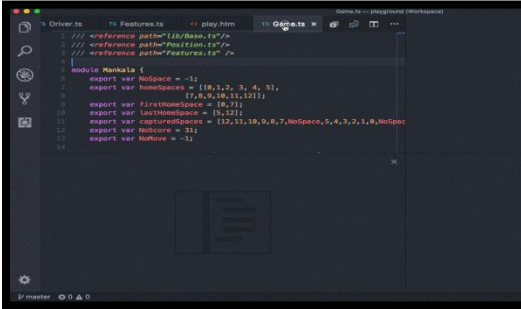 Game.ts — playground (Workspace)
TS Driver.ts TS Features.ts <> play.htm TS Game.ts ×
1 /// <reference path="lib/Base.ts"/>
2 /// <reference path="Position.ts"/>
3 /// <reference path="Features.ts" />
4
5 module Mankala {
6 export var NoSpace = -1;
7 export var homeSpaces = [[0,1,2, 3, 4, 5],
8 [7,8,9,10,11,12]];
9 export var firstHomeSpace = [0,7];
10 export var lastHomeSpace = [5,12];
11 export var capturedSpaces = [12,11,10,9,8,7,NoSpace,5,4,3,2,1,0,NoSpac
12 export var NoScore = 31;
13 export var NoMove = -1;
14
master 0 0